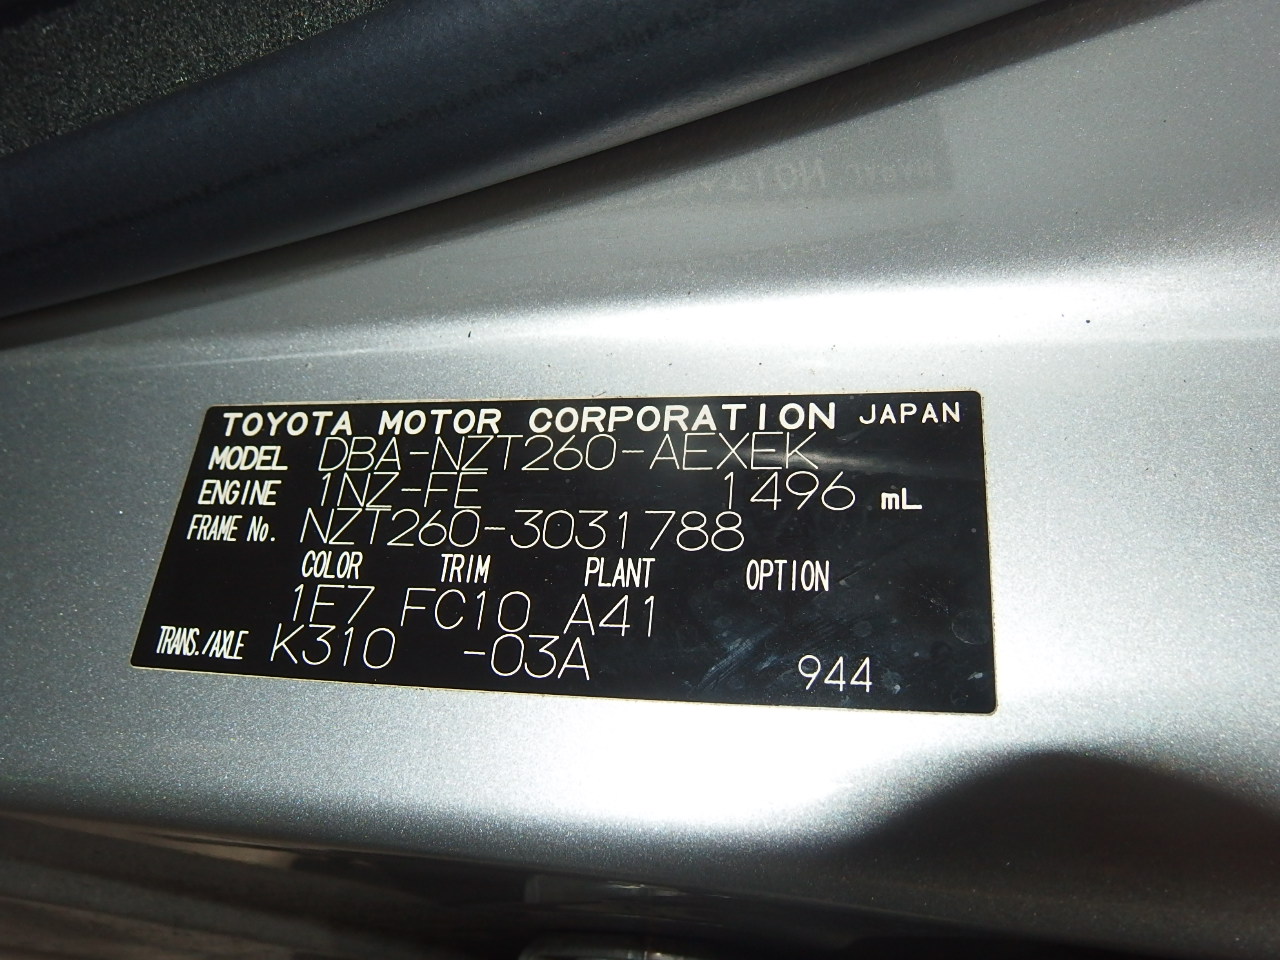 TOYOTA MOTOR CORPORATION JAPAN
MODEL DBA-NZT260-AEXEK
ENGINE 1NZ-FE 1496 mL
FRAME No. NZT260-3031788
COLOR TRIM PLANT OPTION
1E7 FC10 A41
TRANS./AXLE K310 -03A
944